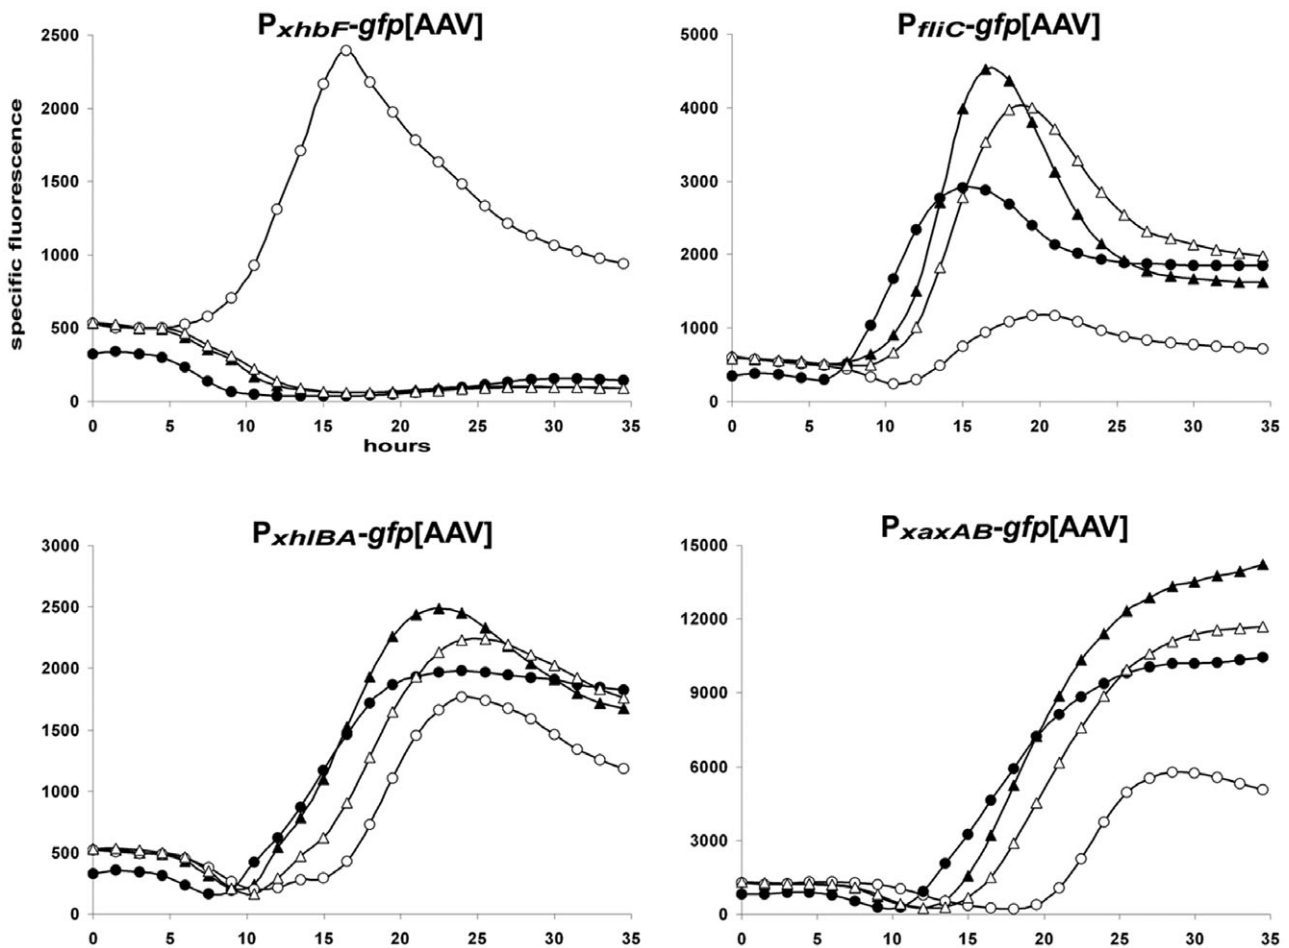 PxhbF-gfp[AAV]
2500
2000
1500
1000
500
0
specific fluorescence
0 5 10 15 20 25 30 35
hours
PfliC-gfp[AAV]
5000
4000
3000
2000
1000
0
0 5 10 15 20 25 30 35
PxhlBA-gfp[AAV]
3000
2500
2000
1500
1000
500
0
0 5 10 15 20 25 30 35
PxaxAB-gfp[AAV]
15000
12000
9000
6000
3000
0
0 5 10 15 20 25 30 35